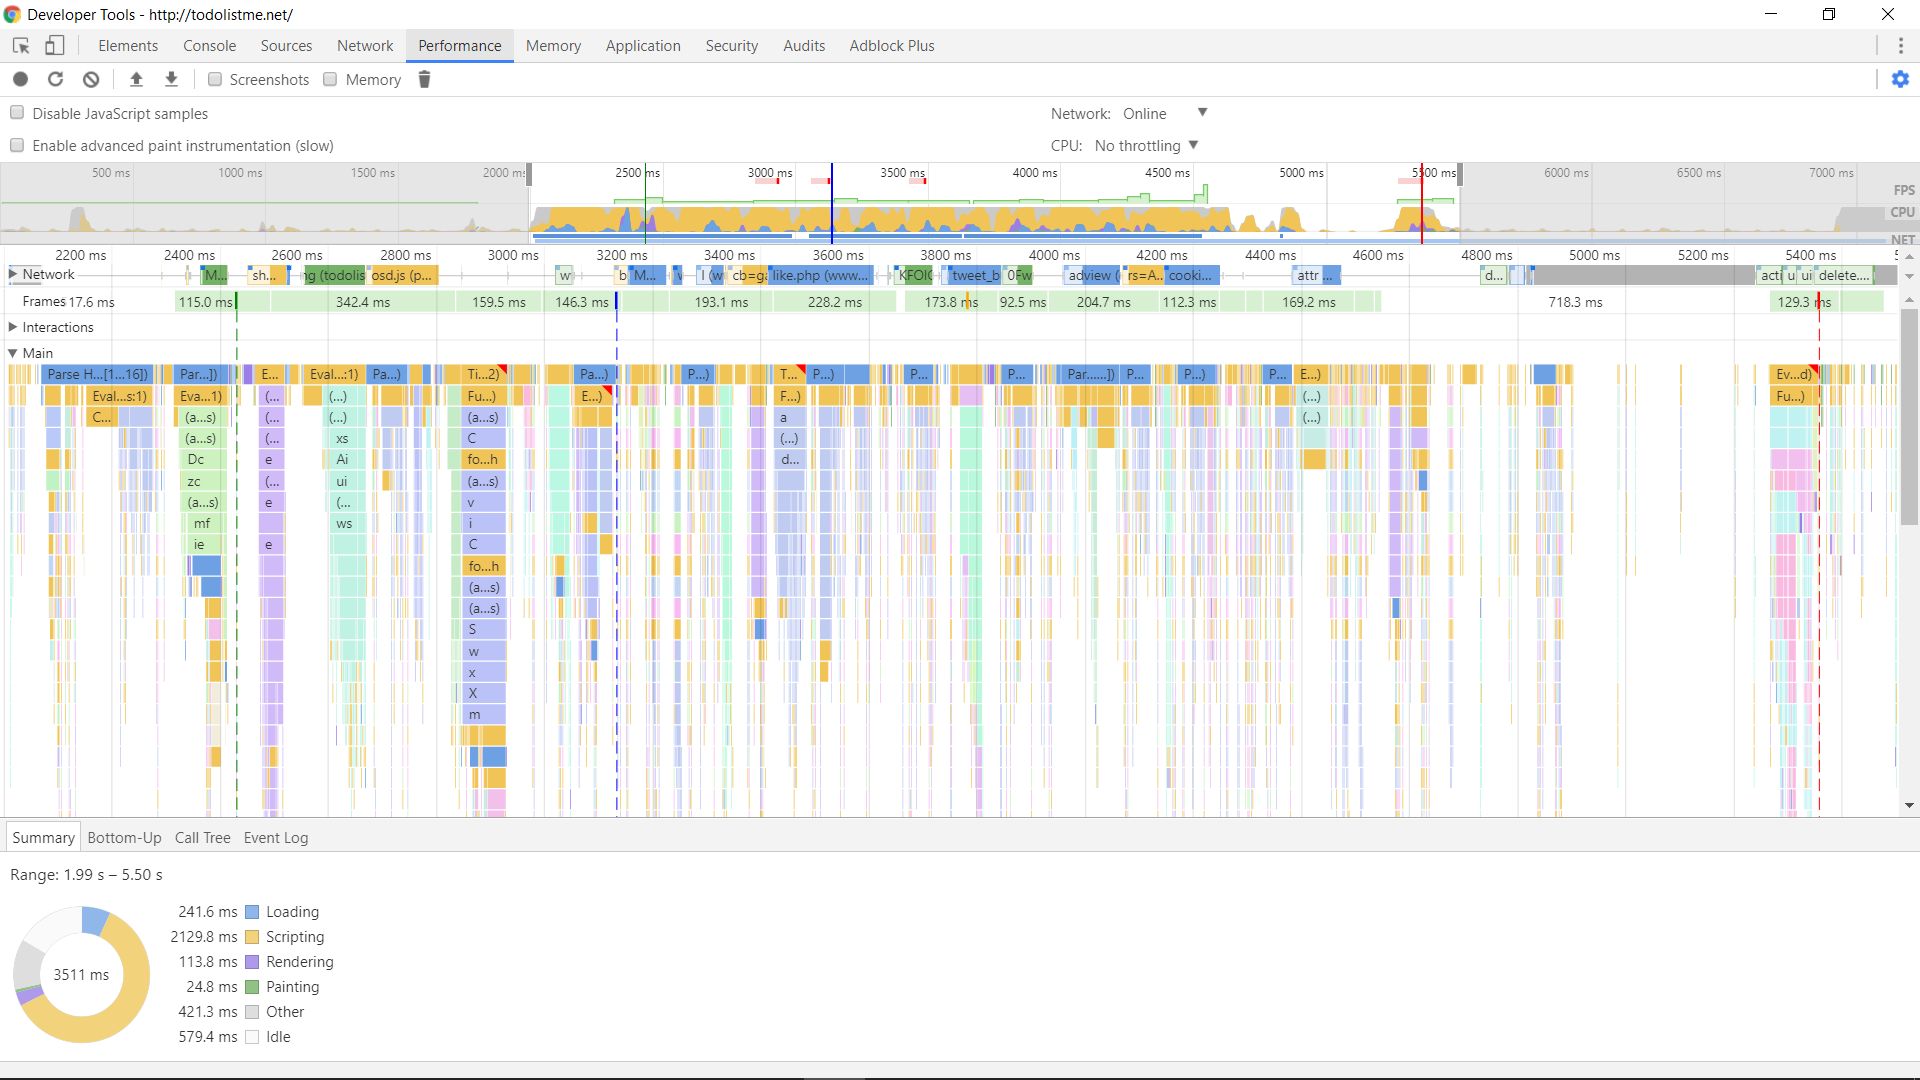 Developer Tools - http://todolistme.net/
Elements Console Sources Network Performance Memory Application Security Audits Adblock Plus
Screenshots Memory
Disable JavaScript samples Network: Online
Enable advanced paint instrumentation (slow) CPU: No throttling
500 ms 1000 ms 1500 ms 2000 ms 2500 ms 3000 ms 3500 ms 4000 ms 4500 ms 5000 ms 5500 ms 6000 ms 6500 ms 7000 ms
FPS
CPU
NET
2200 ms 2400 ms 2600 ms 2800 ms 3000 ms 3200 ms 3400 ms 3600 ms 3800 ms 4000 ms 4200 ms 4400 ms 4600 ms 4800 ms 5000 ms 5200 ms 5400 ms
Network M... sh... ng (todolis osd.js (p... w b M... l (w cb=g like.php (www... KFOlC tweet_b 0Fw adview ( rs=A... cooki... attr ... d... acti u ui delete....
Frames 17.6 ms 115.0 ms 342.4 ms 159.5 ms 146.3 ms 193.1 ms 228.2 ms 173.8 ms 92.5 ms 204.7 ms 112.3 ms 169.2 ms 718.3 ms 129.3 ms
Interactions
Main
Parse H...[1...16]) Par...]) E... Eval...:1) Pa...) Ti...2) Pa...) P...) T... P...) P... P... Par......]) P... P...) P... E...) Ev...d)
Eval...s:1) Eva...1) (... (...) Fu...) E...) F...) (...) Fu...)
C... (a...s) (... (...) (a...s) a (...)
(a...s) (... xs C (...)
Dc e Ai fo...h d...
zc (... ui (a...s)
(a...s) e (... v
mf ws i
ie e C
fo...h
(a...s)
(a...s)
S
w
x
X
m
Summary Bottom-Up Call Tree Event Log
Range: 1.99 s – 5.50 s
241.6 ms Loading
2129.8 ms Scripting
113.8 ms Rendering
3511 ms
24.8 ms Painting
421.3 ms Other
579.4 ms Idle